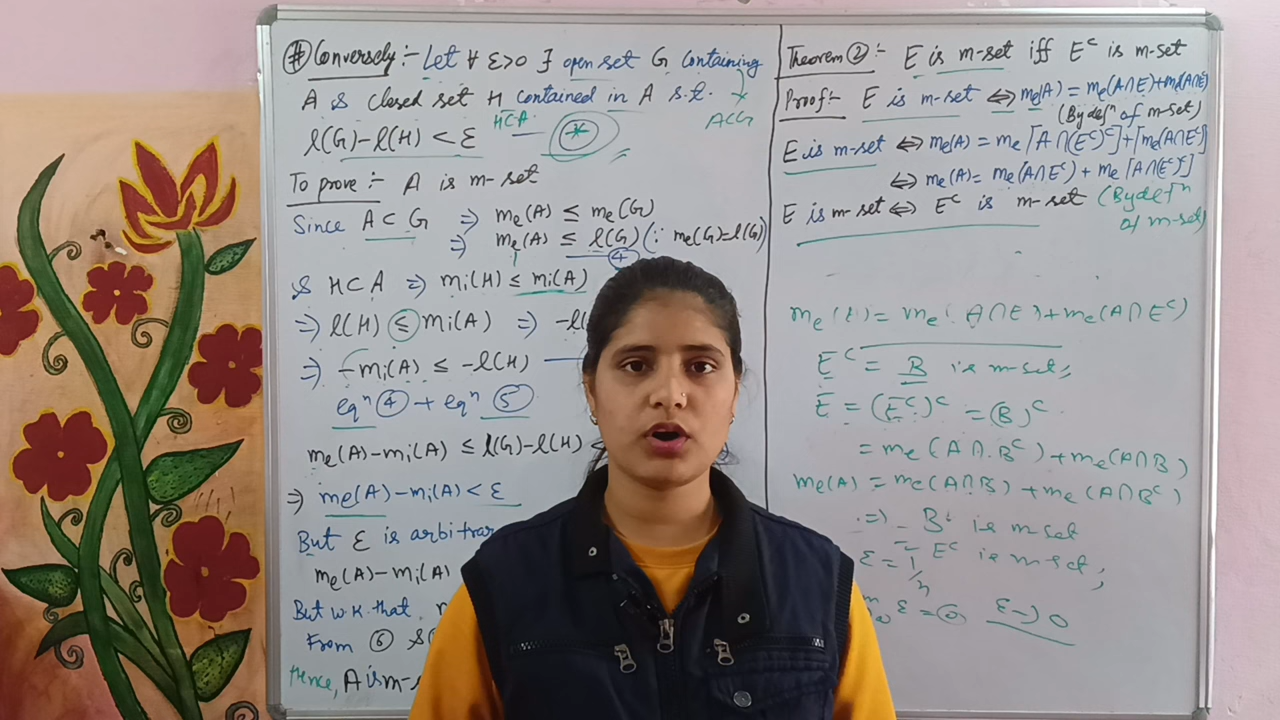 # Conversely :- Let ∀ ε>0 ∃ open set G containing
A & closed set H contained in A s.t.
H⊂A A⊂G
l(G)-l(H) < ε *
To prove :- A is m-set
Since A⊂G ⇒ me(A) ≤ me(G)
⇒ me(A) ≤ l(G) (∵ me(G)=l(G))
④
& H⊂A ⇒ mi(H) ≤ mi(A)
⇒ l(H) ≤ mi(A) ⇒ -l(
⇒ -mi(A) ≤ -l(H)
eqⁿ ④ + eqⁿ ⑤
me(A)-mi(A) ≤ l(G)-l(H) <
⇒ me(A)-mi(A) < ε
But ε is arbitrar
me(A)-mi(A)
But w.k. that
From ⑥ &
Hence, A is m-s
Theorem ② :- E is m-set iff E^c is m-set
Proof :- E is m-set ⇔ me(A) = me(A∩E)+me(A∩E
(By defⁿ of m-set)
E is m-set ⇔ me(A) = me[A∩(E^c)^c]+[me(A∩E^c)]
⇔ me(A) = me(A∩E^c) + me[A∩(E^c)^c]
E is m-set ⇔ E^c is m-set (By defⁿ
of m-set)
me( ) = me( A∩E)+me(A∩E^c)
E^c = B is m-set,
E = (E^c)^c = (B)^c
= me(A∩B^c)+me(A∩B)
me(A) = me(A∩B) + me(A∩B^c)
⇒ B^c is m set
E^c is m set,
ε = 1/n
ε = 0 ε→0